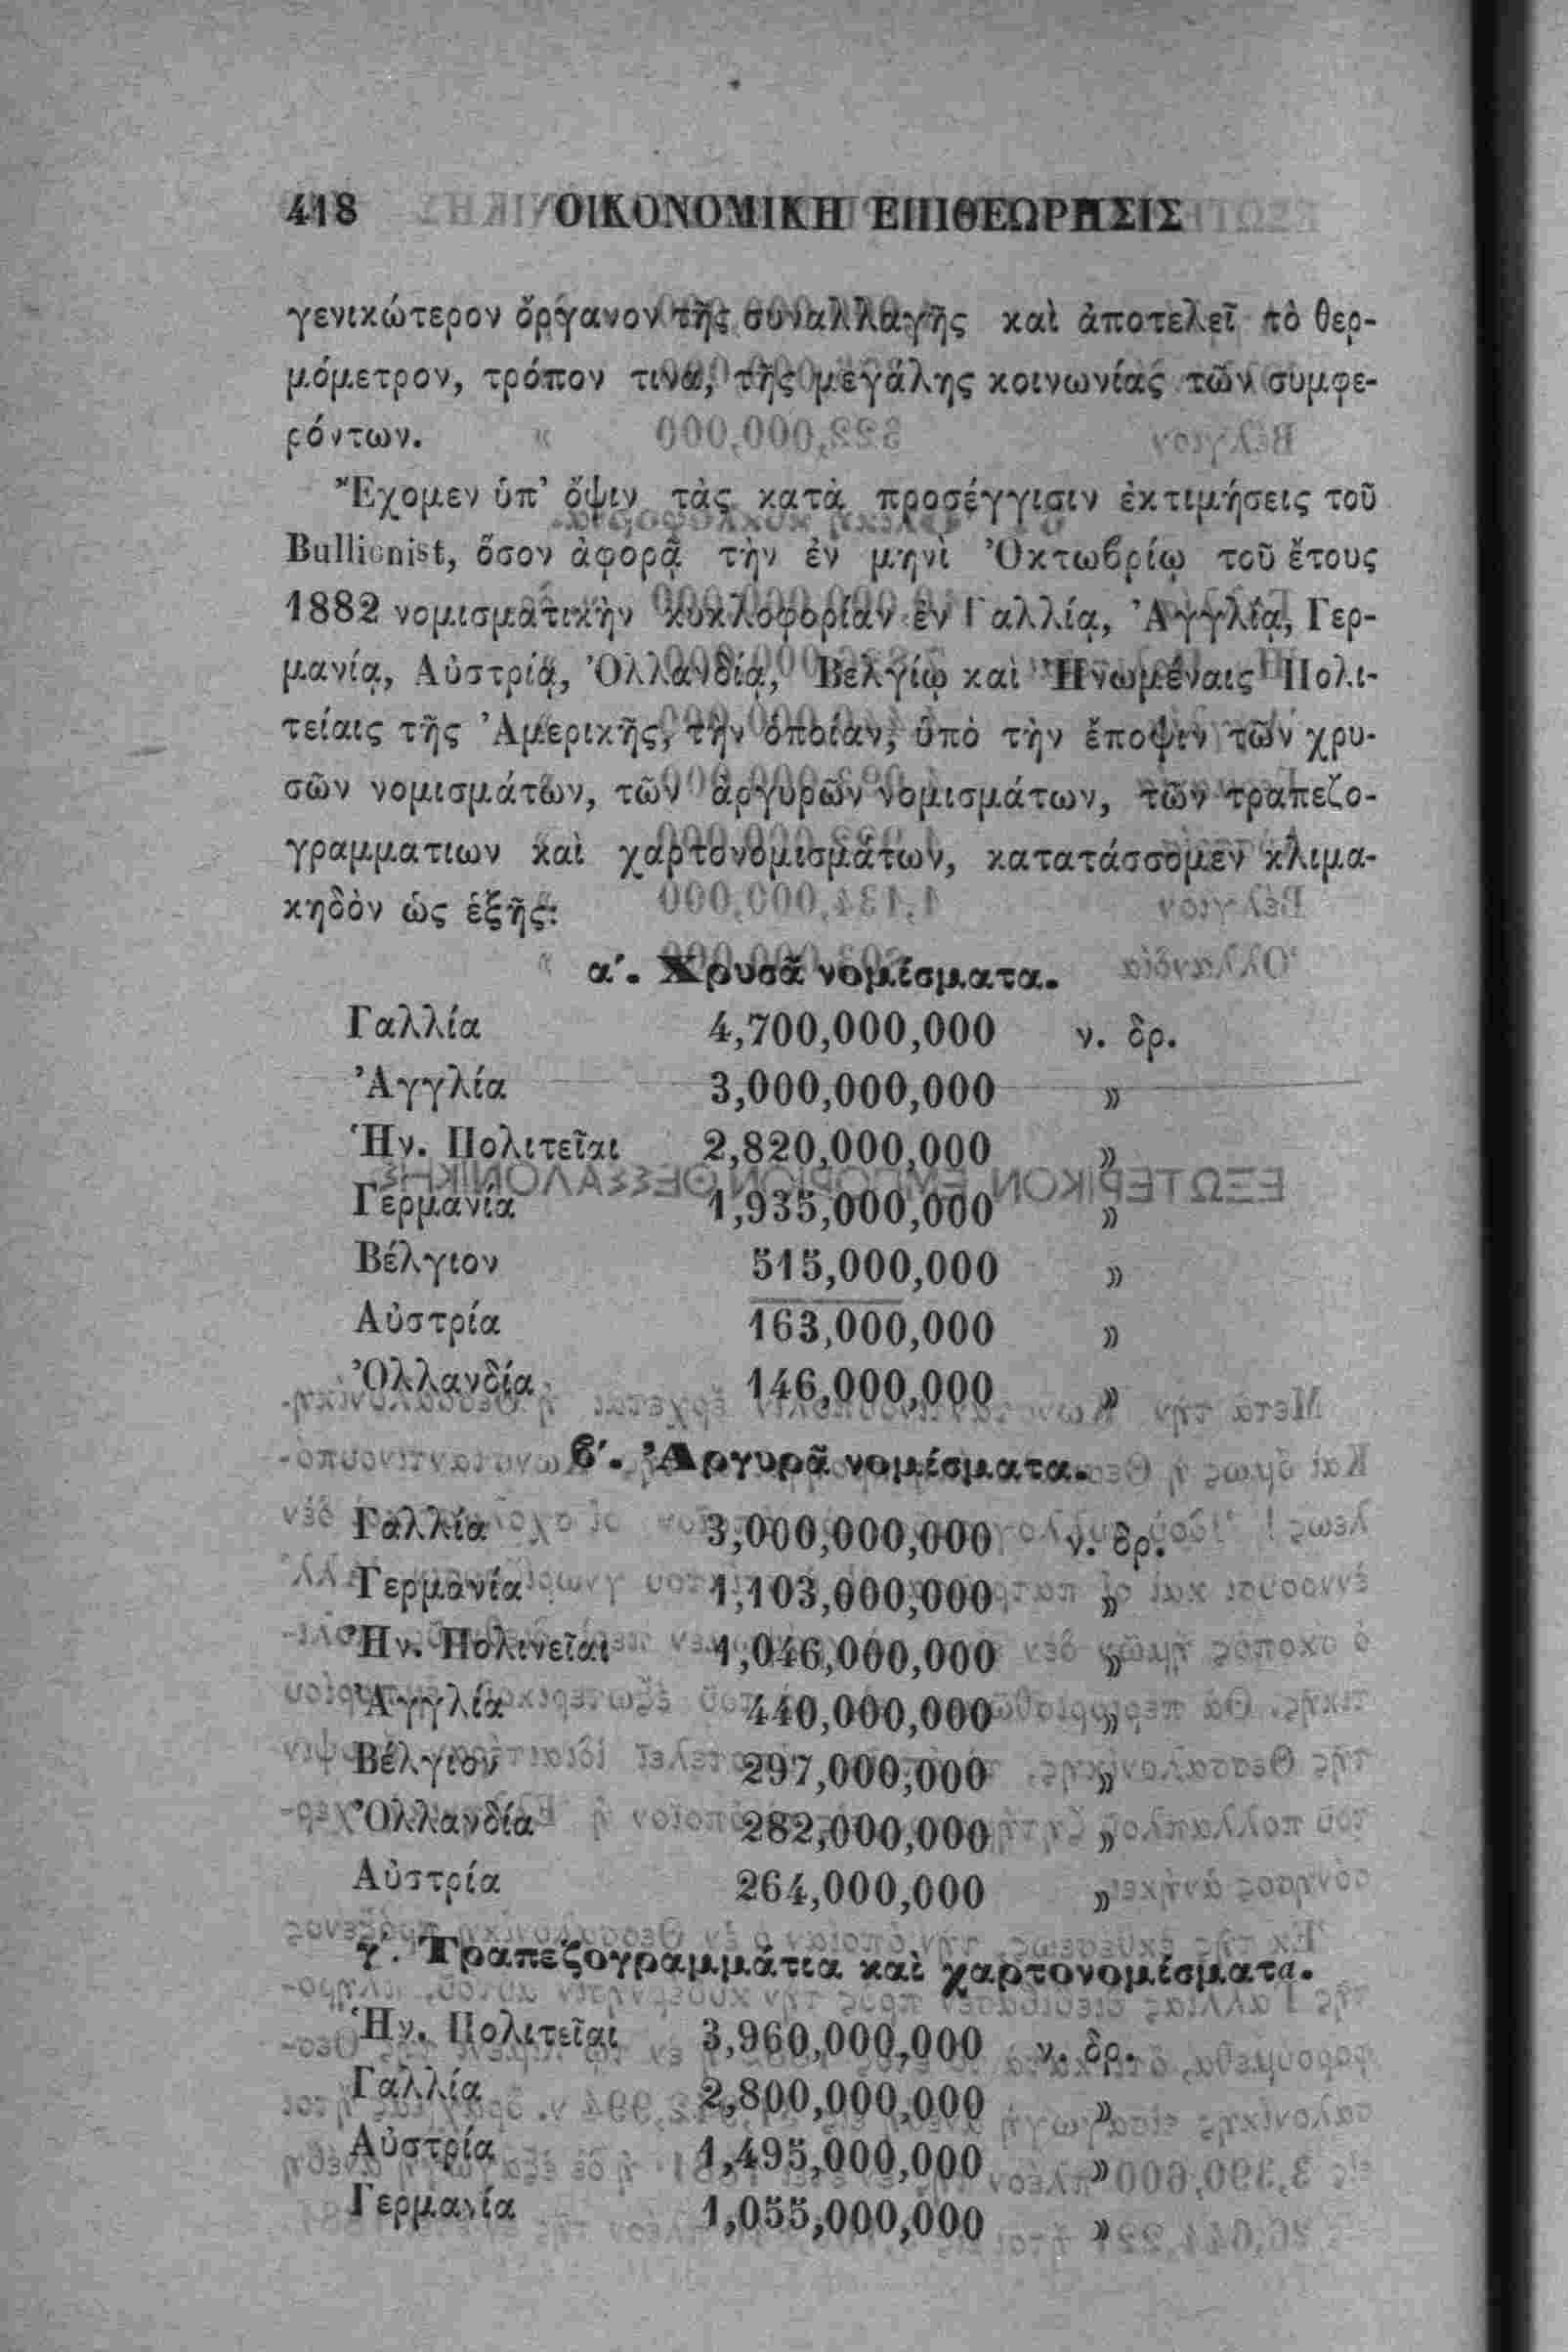 418 ΟΙΚΟΝΟΜΙΚΗ ΕΠΙΘΕΩΡΗΣΙΣ
γενικώτερον ὄργανον τῆς συναλλαγῆς καὶ ἀποτελεῖ τὸ θερ-
μόμετρον, τρόπον τινὰ, τῆς μεγάλης κοινωνίας τῶν συμφε-
ρόντων.
Ἔχομεν ὑπ' ὄψιν τὰς κατὰ προσέγγισιν ἐκτιμήσεις τοῦ
Bullionist, ὅσον ἀφορᾷ τὴν ἐν μηνὶ Ὀκτωβρίῳ τοῦ ἔτους
1882 νομισματικὴν κυκλοφορίαν ἐν Γαλλίᾳ, Ἀγγλίᾳ, Γερ-
μανίᾳ, Αὐστρίᾳ, Ὁλλανδίᾳ, Βελγίῳ καὶ Ἡνωμέναις Πολι-
τείαις τῆς Ἀμερικῆς, τὴν ὁποίαν, ὑπὸ τὴν ἔποψιν τῶν χρυ-
σῶν νομισμάτων, τῶν ἀργυρῶν νομισμάτων, τῶν τραπεζο-
γραμματιων καὶ χαρτονομισμάτων, κατατάσσομεν κλιμα-
κηδὸν ὡς ἑξῆς:
α΄. Χρυσᾶ νομίσματα.
Γαλλία 4,700,000,000 ν. δρ.
Ἀγγλία 3,000,000,000 »
Ἡν. Πολιτεῖαι 2,820,000,000 »
Γερμανία 1,935,000,000 »
Βέλγιον 515,000,000 »
Αὐστρία 163,000,000 »
Ὁλλανδία 146,000,000 »
β΄. Ἀργυρᾶ νομίσματα.
Γαλλία 3,000,000,000 ν. δρ.
Γερμανία 1,103,000,000 »
Ἡν. Πολινεῖαι 1,046,000,000 »
Ἀγγλία 440,000,000 »
Βέλγιον 297,000,000 »
Ὁλλανδία 282,000,000 »
Αὐστρία 264,000,000 »
γ΄. Τραπεζογραμμάτια καὶ χαρτονομίσματα.
Ἡν. Πολιτεῖαι 3,960,000,000 ν. δρ.
Γαλλία 2,800,000,000 »
Αὐστρία 1,495,000,000 »
Γερμανία 1,055,000,000 »